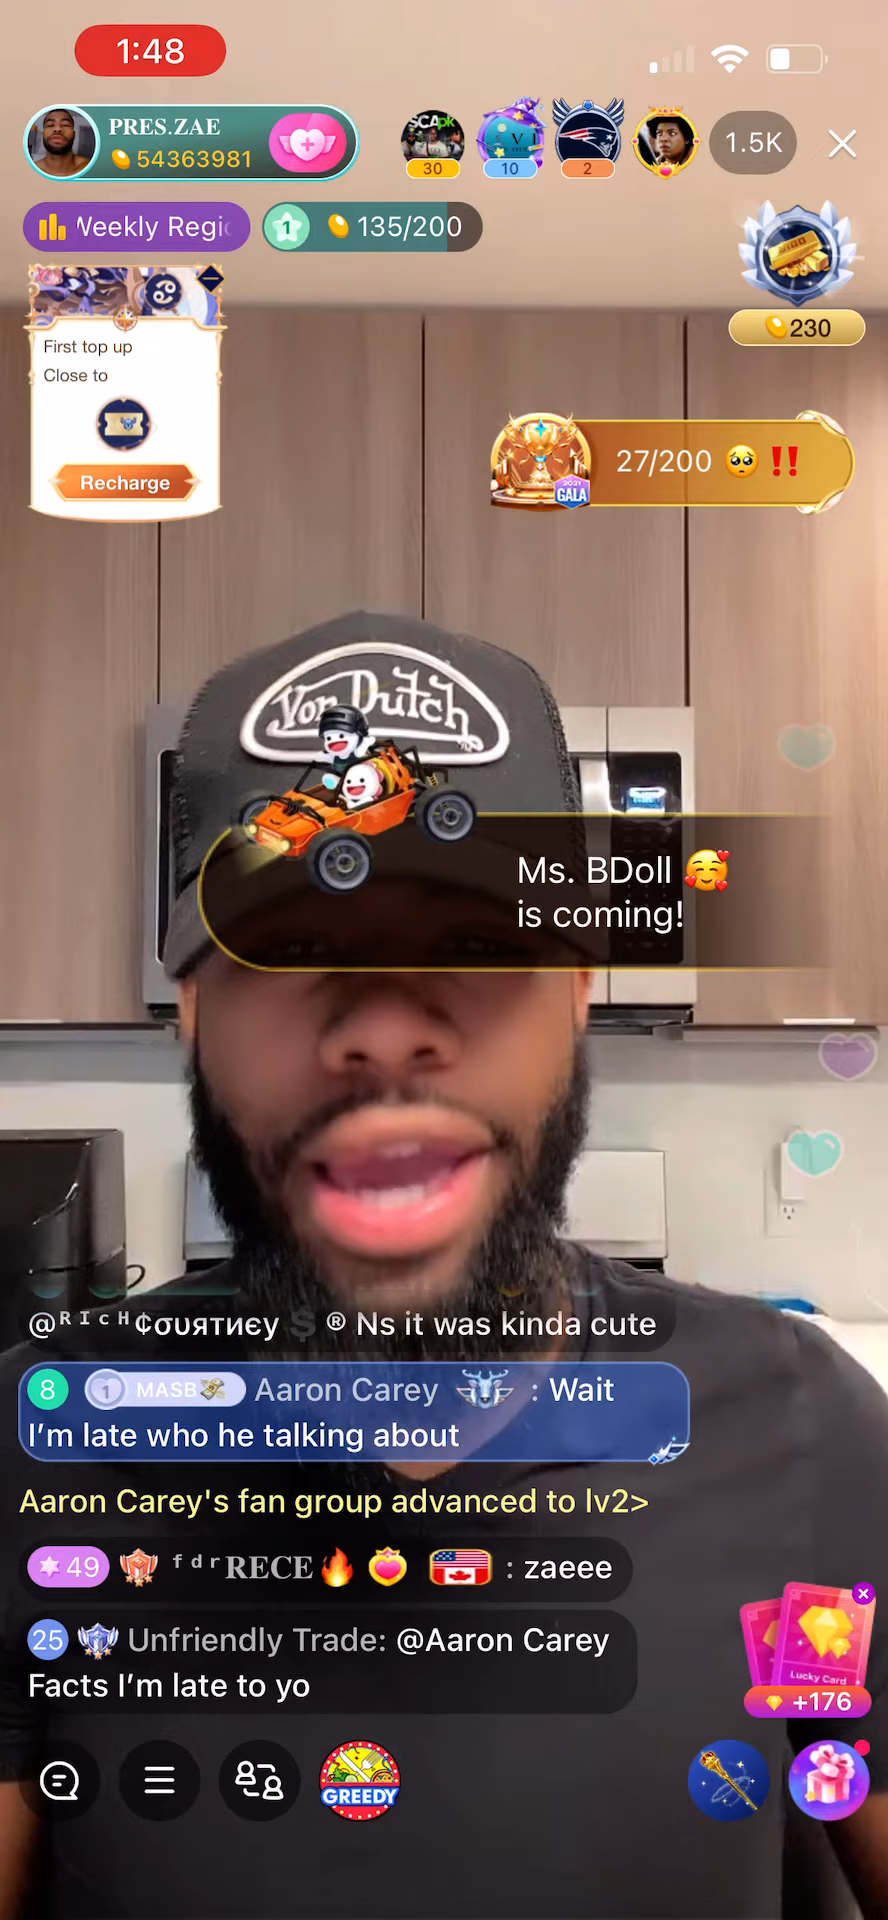 1:48
PRES.ZAE
54363981
SCApk
30
V
10
2
1.5K
Weekly Regi
1
135/200
230
First top up
Close to
Recharge
27/200 🥺 ‼️
GALA
Von Dutch
Ms. BDoll 🥰
is coming!
@ᴿ ᴵ ᶜ ᴴ ¢συятиєу 💲 ® Ns it was kinda cute
8 1 MASB💸 Aaron Carey : Wait
I'm late who he talking about
Aaron Carey's fan group advanced to lv2>
49 ᶠ ᵈ ʳ 𝐑𝐄𝐂𝐄🔥 : zaeee
25 Unfriendly Trade: @Aaron Carey
Facts I'm late to yo
Lucky Card
+176
GREEDY